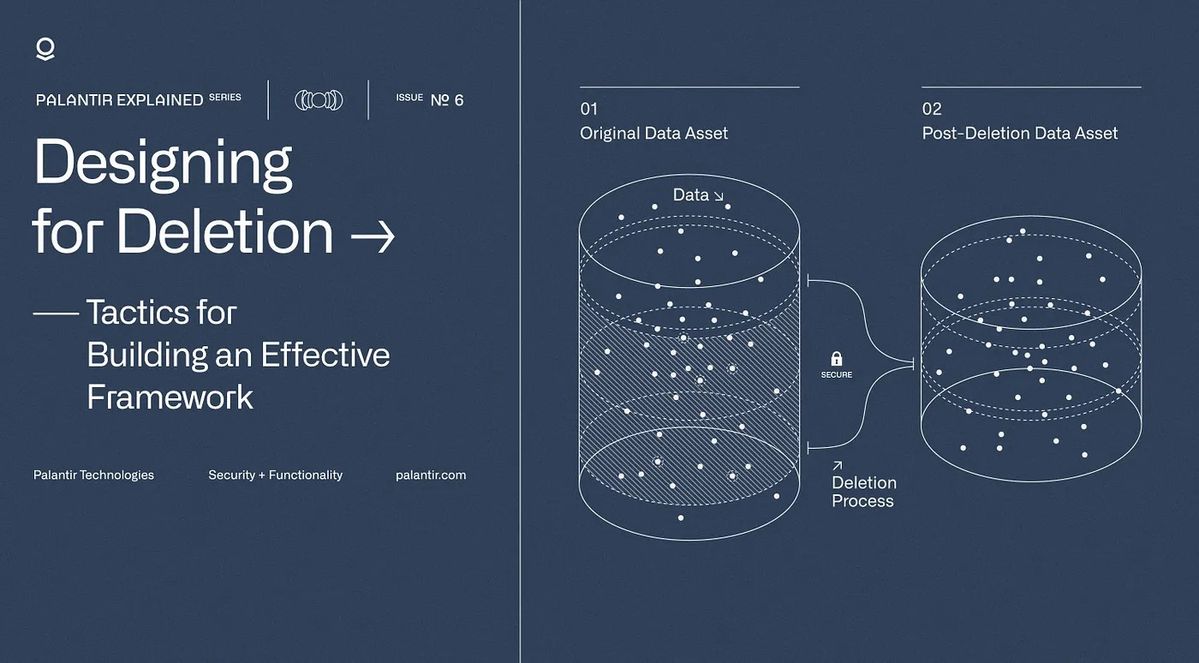 PALANTIR EXPLAINED SERIES
ISSUE № 6
Designing
for Deletion →
Tactics for
Building an Effective
Framework
Palantir Technologies
Security + Functionality
palantir.com
01
Original Data Asset
Data ↘
SECURE
↗
Deletion
Process
02
Post-Deletion Data Asset